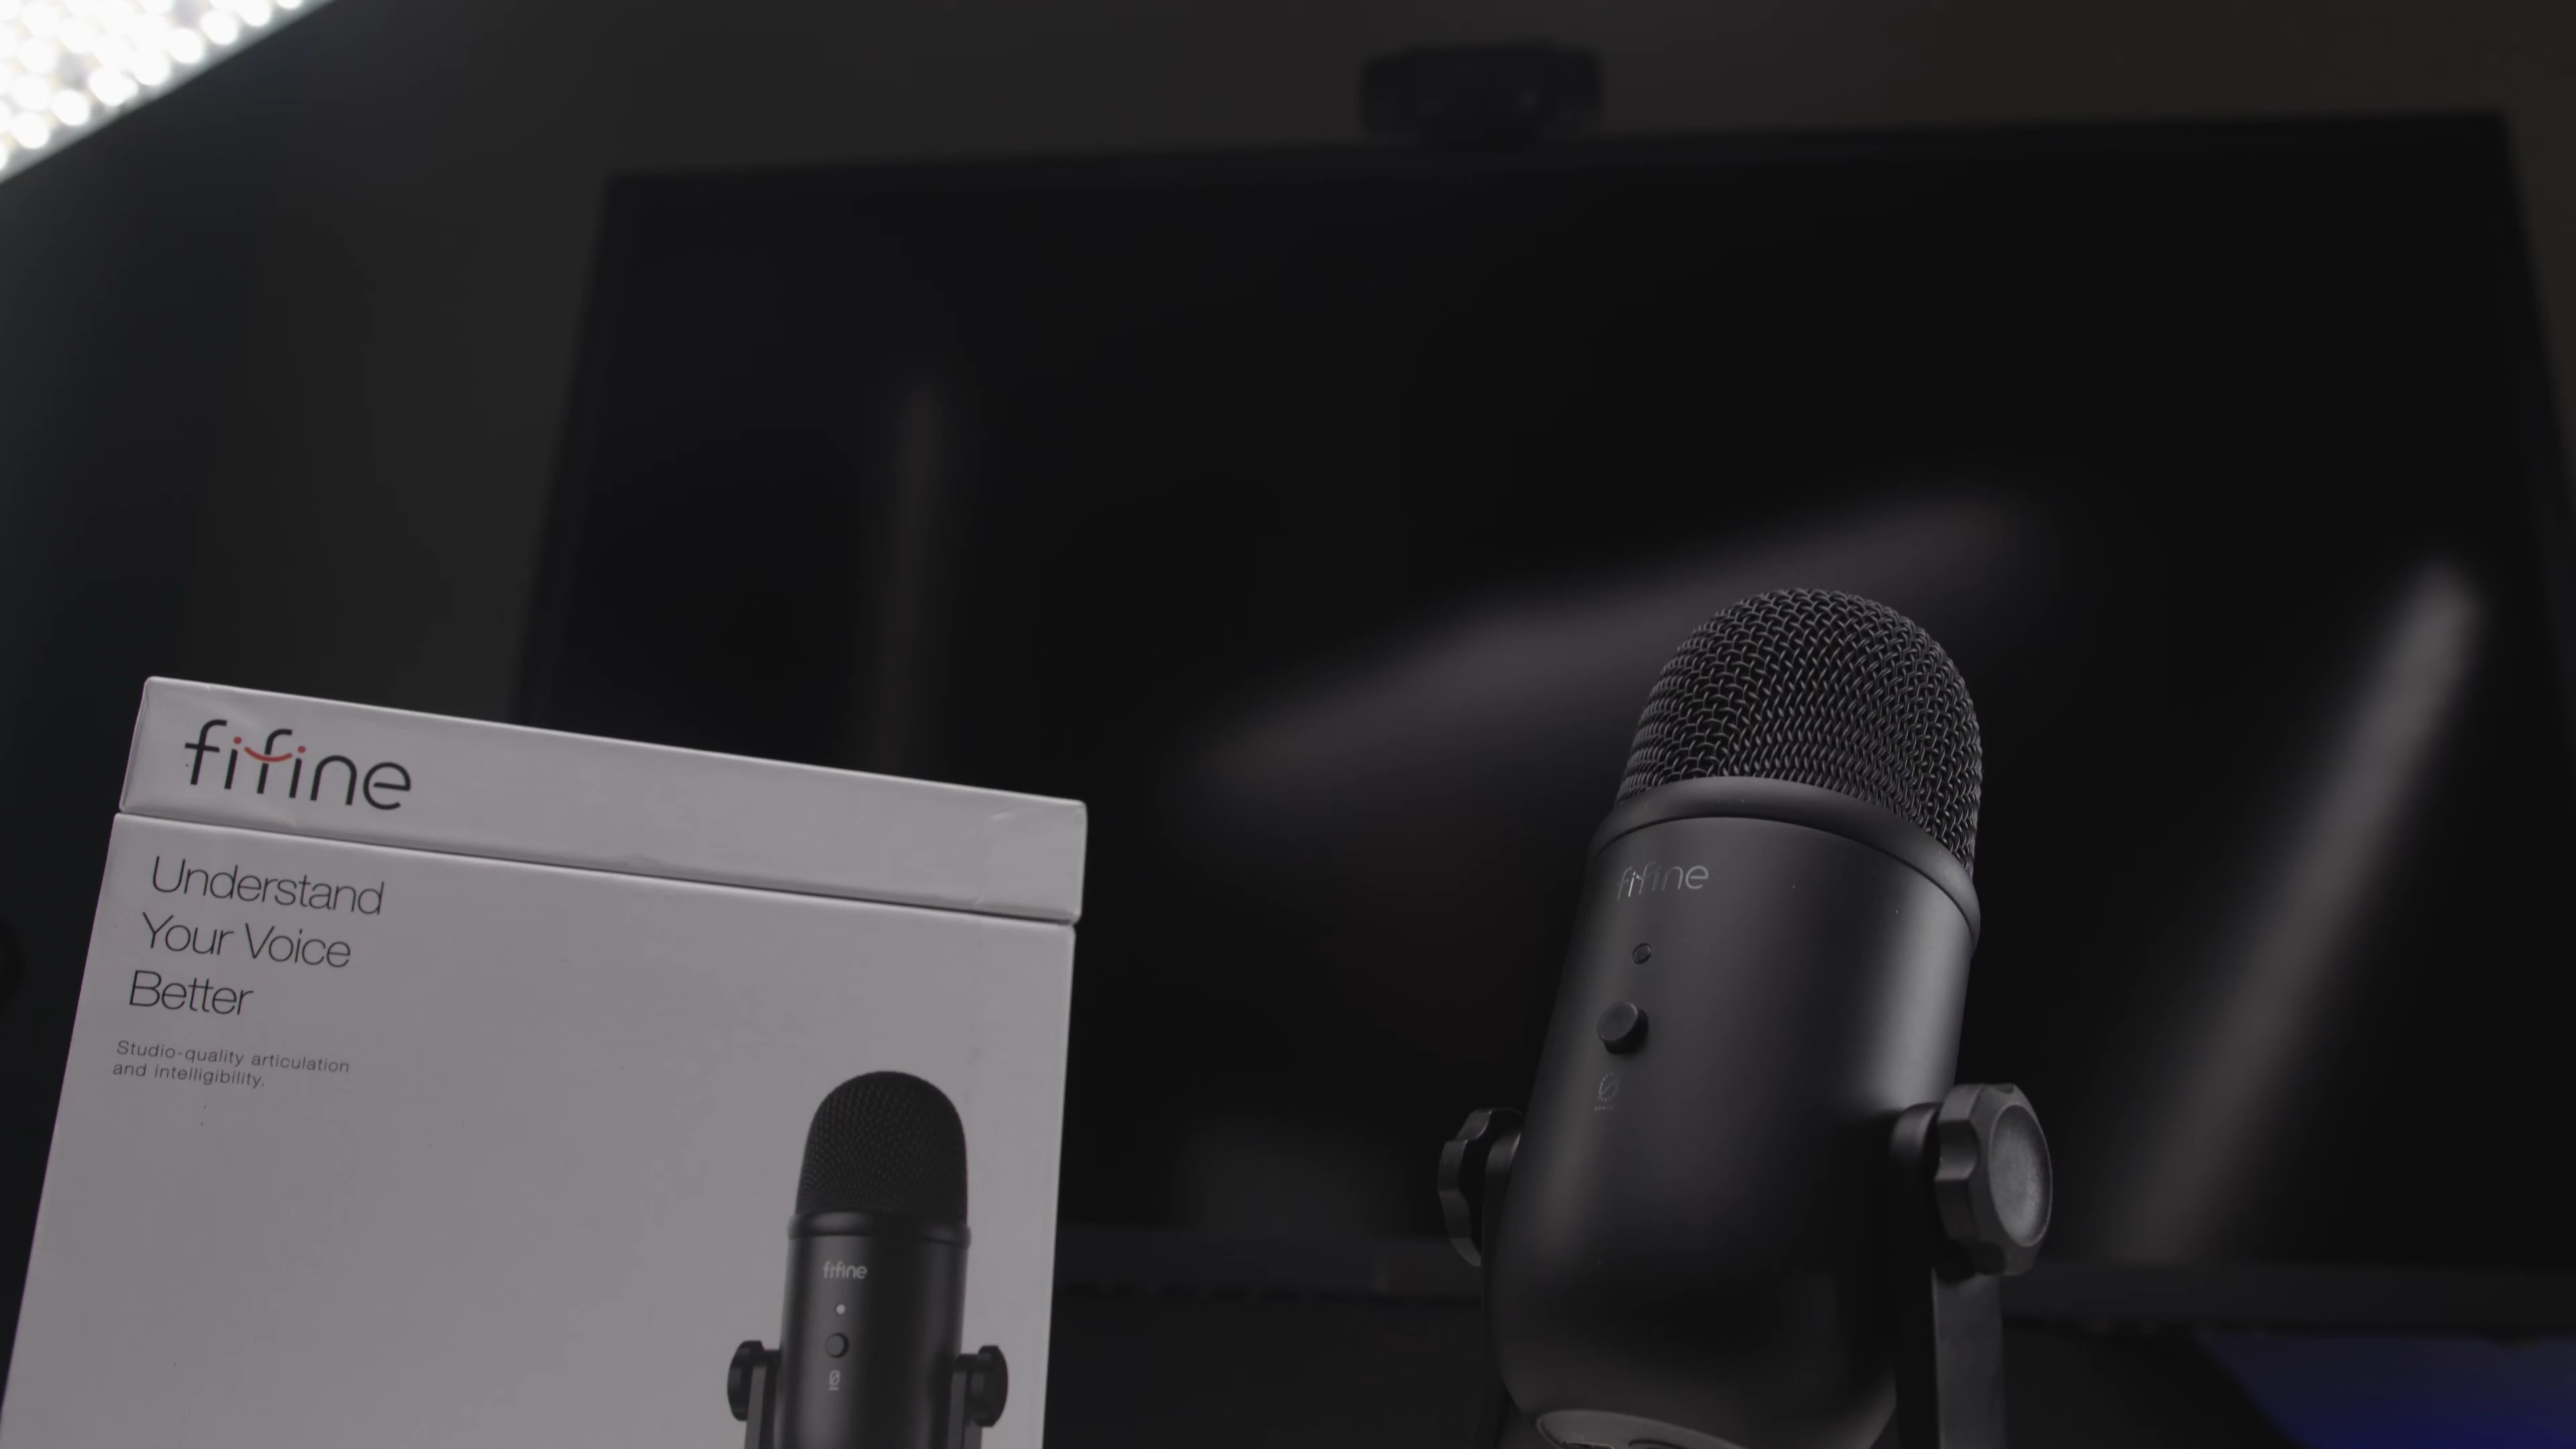 fifine
Understand
Your Voice
Better
Studio-quality articulation
and intelligibility.
fifine
fifine